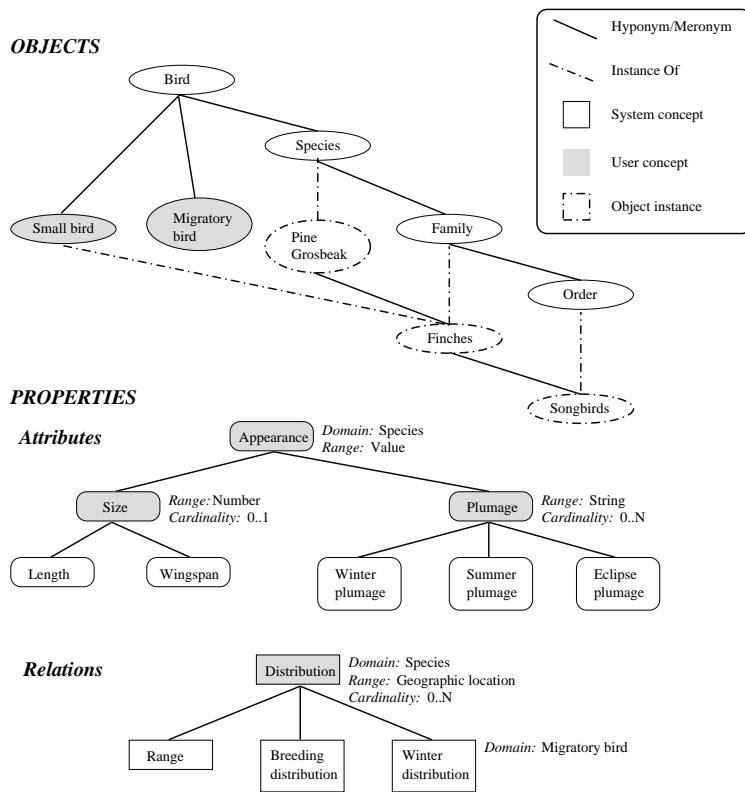 OBJECTS
Bird
Species
Small bird
Migratory
bird
Pine
Grosbeak
Family
Order
Finches
Songbirds
Hyponym/Meronym
Instance Of
System concept
User concept
Object instance
PROPERTIES
Attributes
Appearance
Domain: Species
Range: Value
Size
Range: Number
Cardinality: 0..1
Plumage
Range: String
Cardinality: 0..N
Length
Wingspan
Winter
plumage
Summer
plumage
Eclipse
plumage
Relations
Distribution
Domain: Species
Range: Geographic location
Cardinality: 0..N
Range
Breeding
distribution
Winter
distribution
Domain: Migratory bird